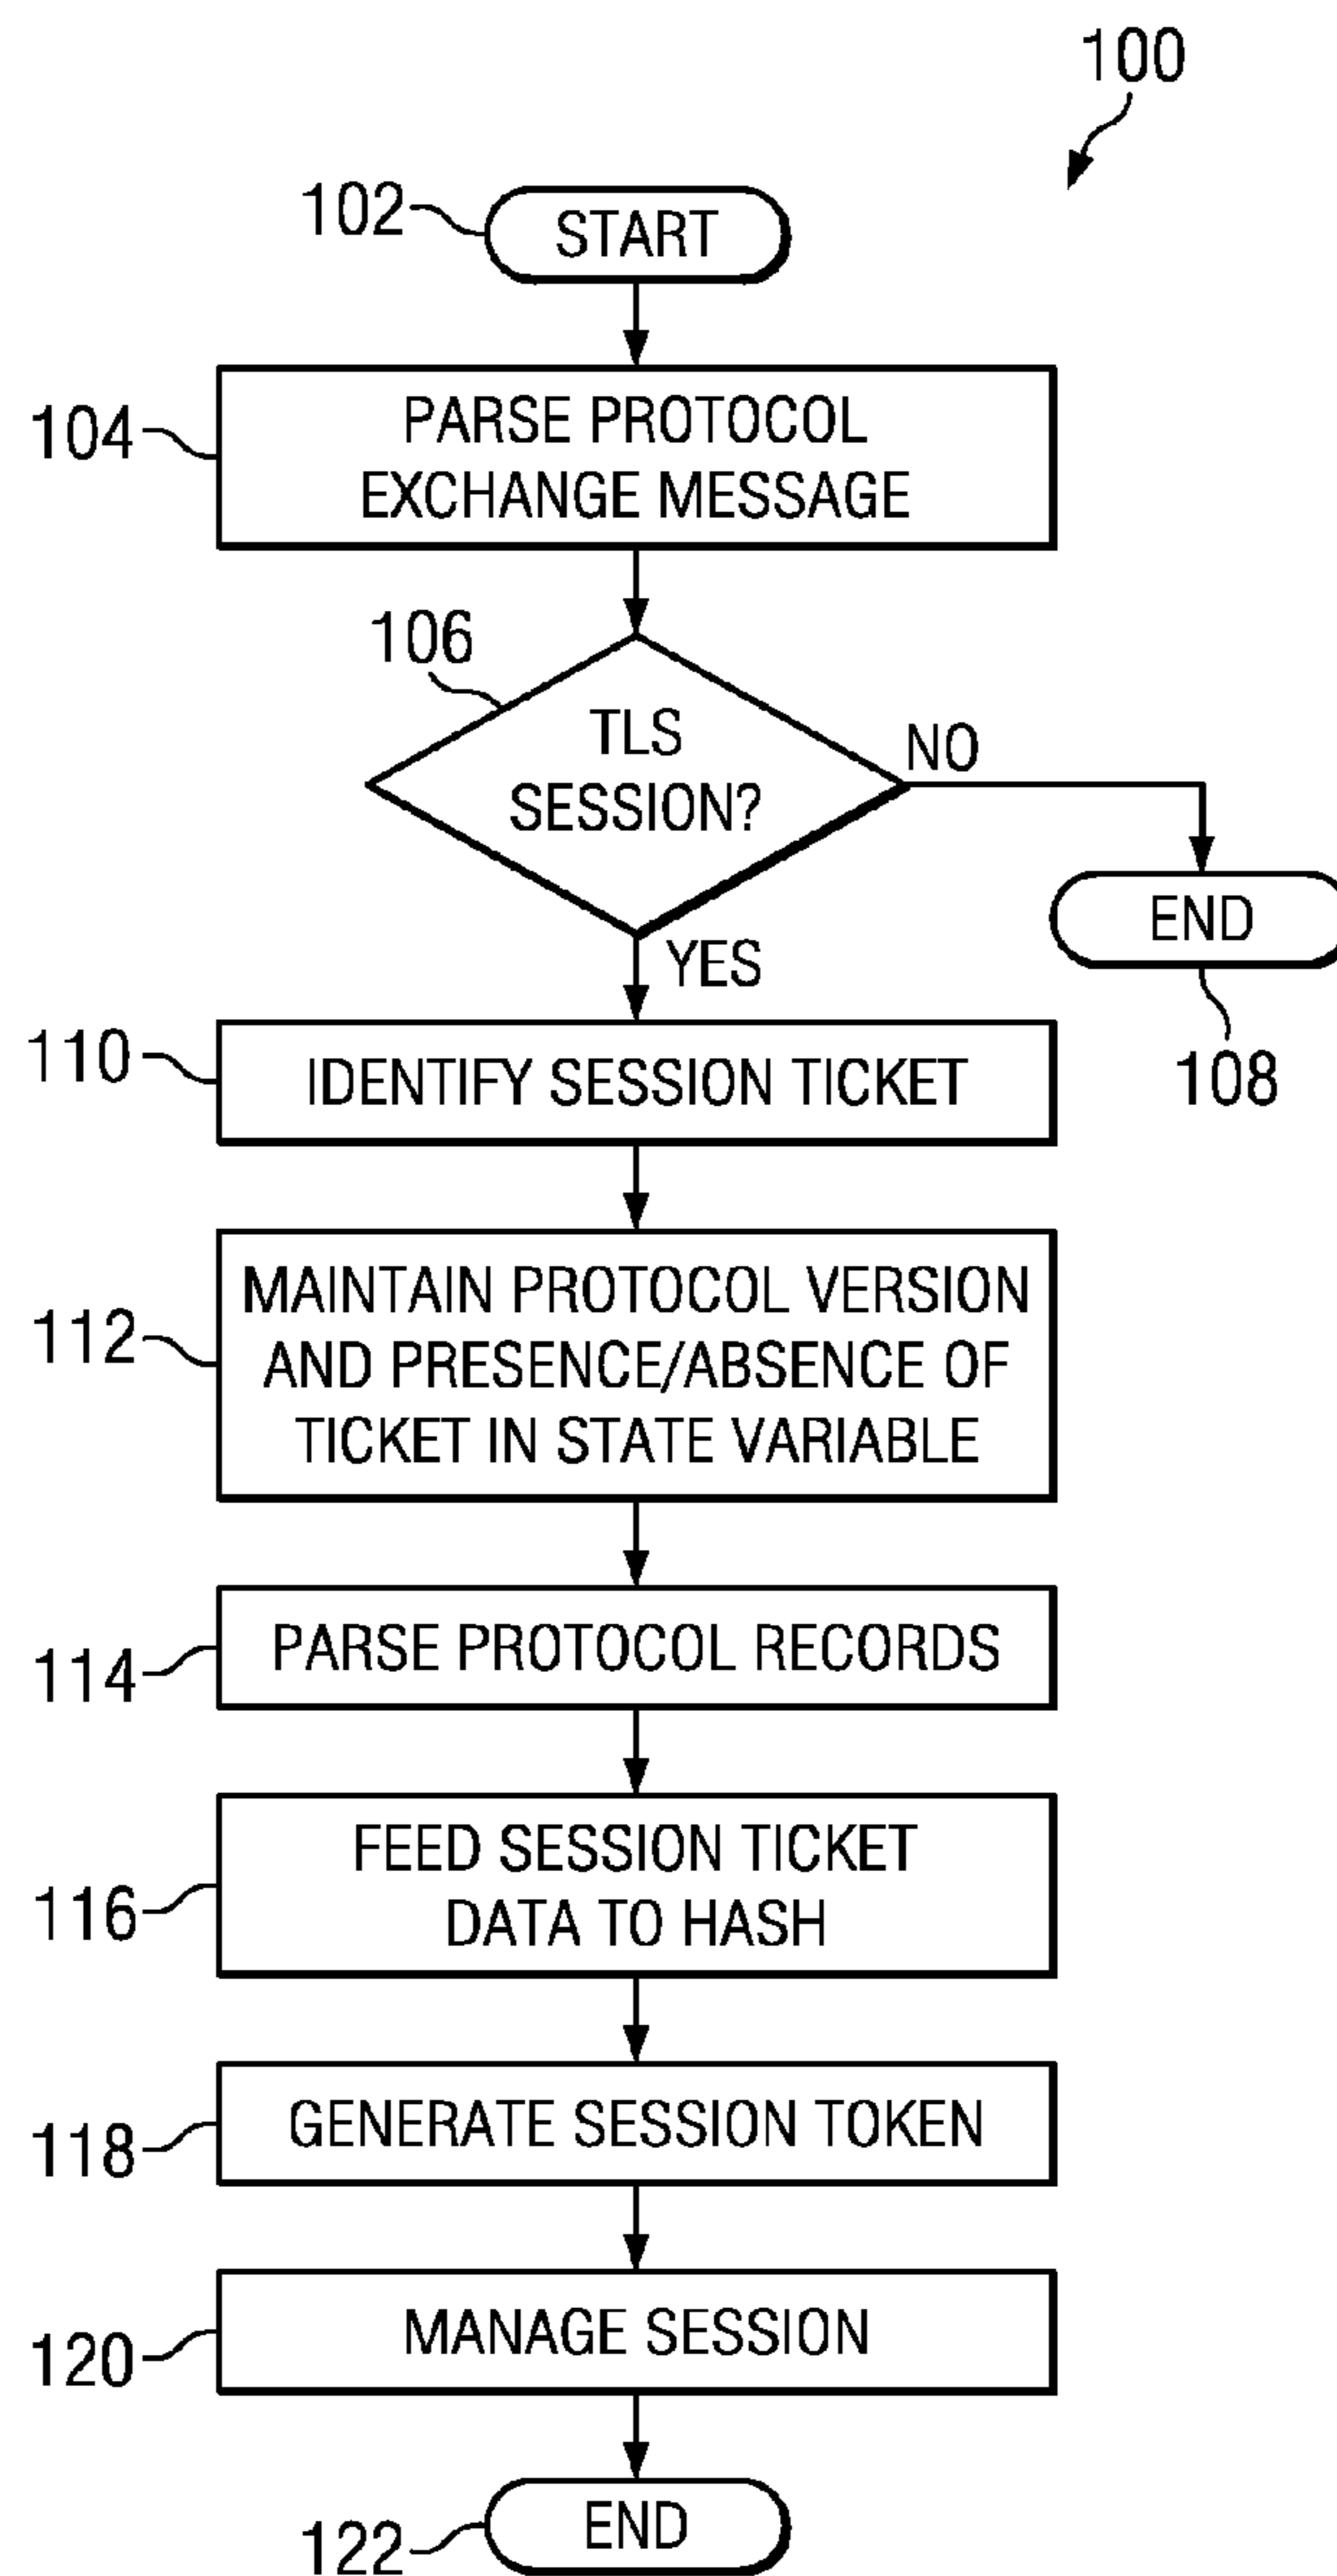 100
102
START
104
PARSE PROTOCOL
EXCHANGE MESSAGE
106
TLS
SESSION?
NO
END
108
YES
110
IDENTIFY SESSION TICKET
112
MAINTAIN PROTOCOL VERSION
AND PRESENCE/ABSENCE OF
TICKET IN STATE VARIABLE
114
PARSE PROTOCOL RECORDS
116
FEED SESSION TICKET
DATA TO HASH
118
GENERATE SESSION TOKEN
120
MANAGE SESSION
122
END